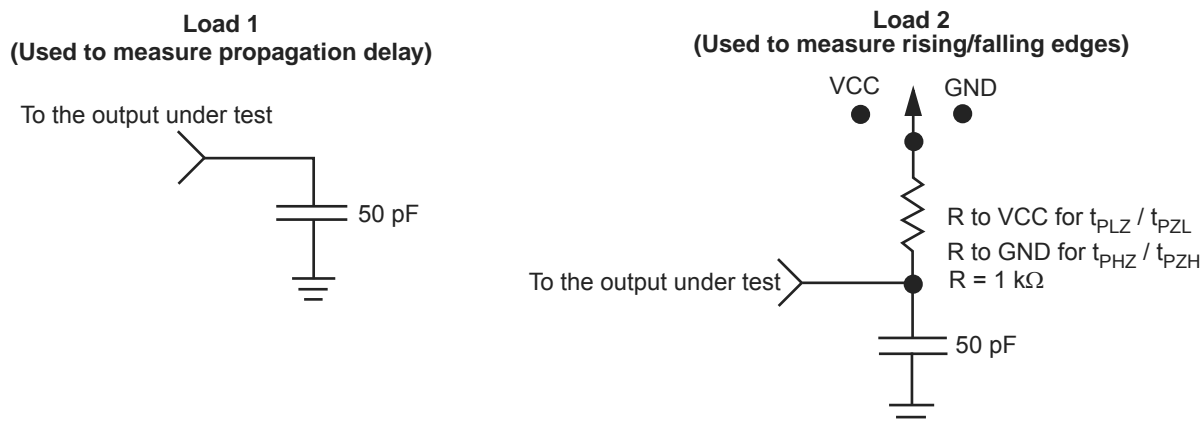 Load 1
(Used to measure propagation delay)
To the output under test
50 pF
Load 2
(Used to measure rising/falling edges)
VCC
GND
R to VCC for tPLZ / tPZL
R to GND for tPHZ / tPZH
R = 1 kΩ
To the output under test
50 pF